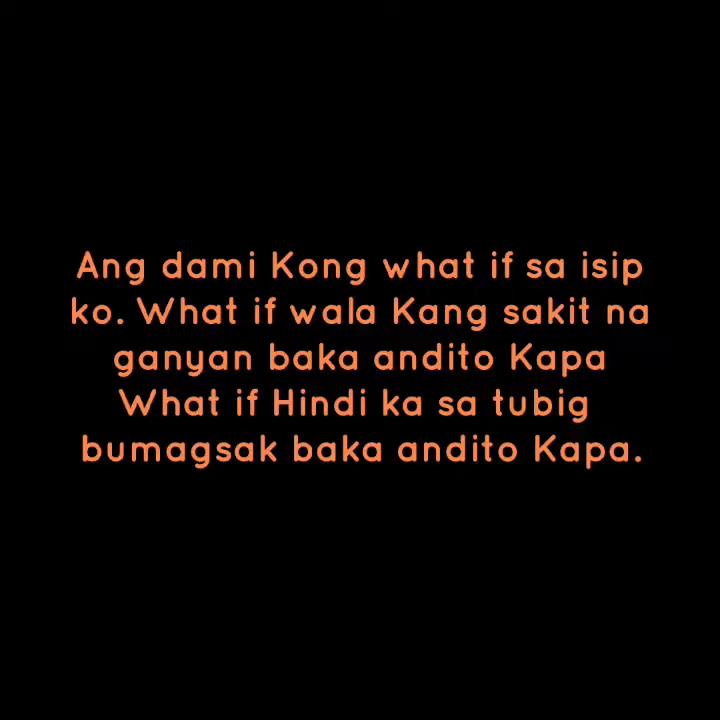 Ang dami Kong what if sa isip
ko. What if wala Kang sakit na
ganyan baka andito Kapa
What if Hindi ka sa tubig
bumagsak baka andito Kapa.